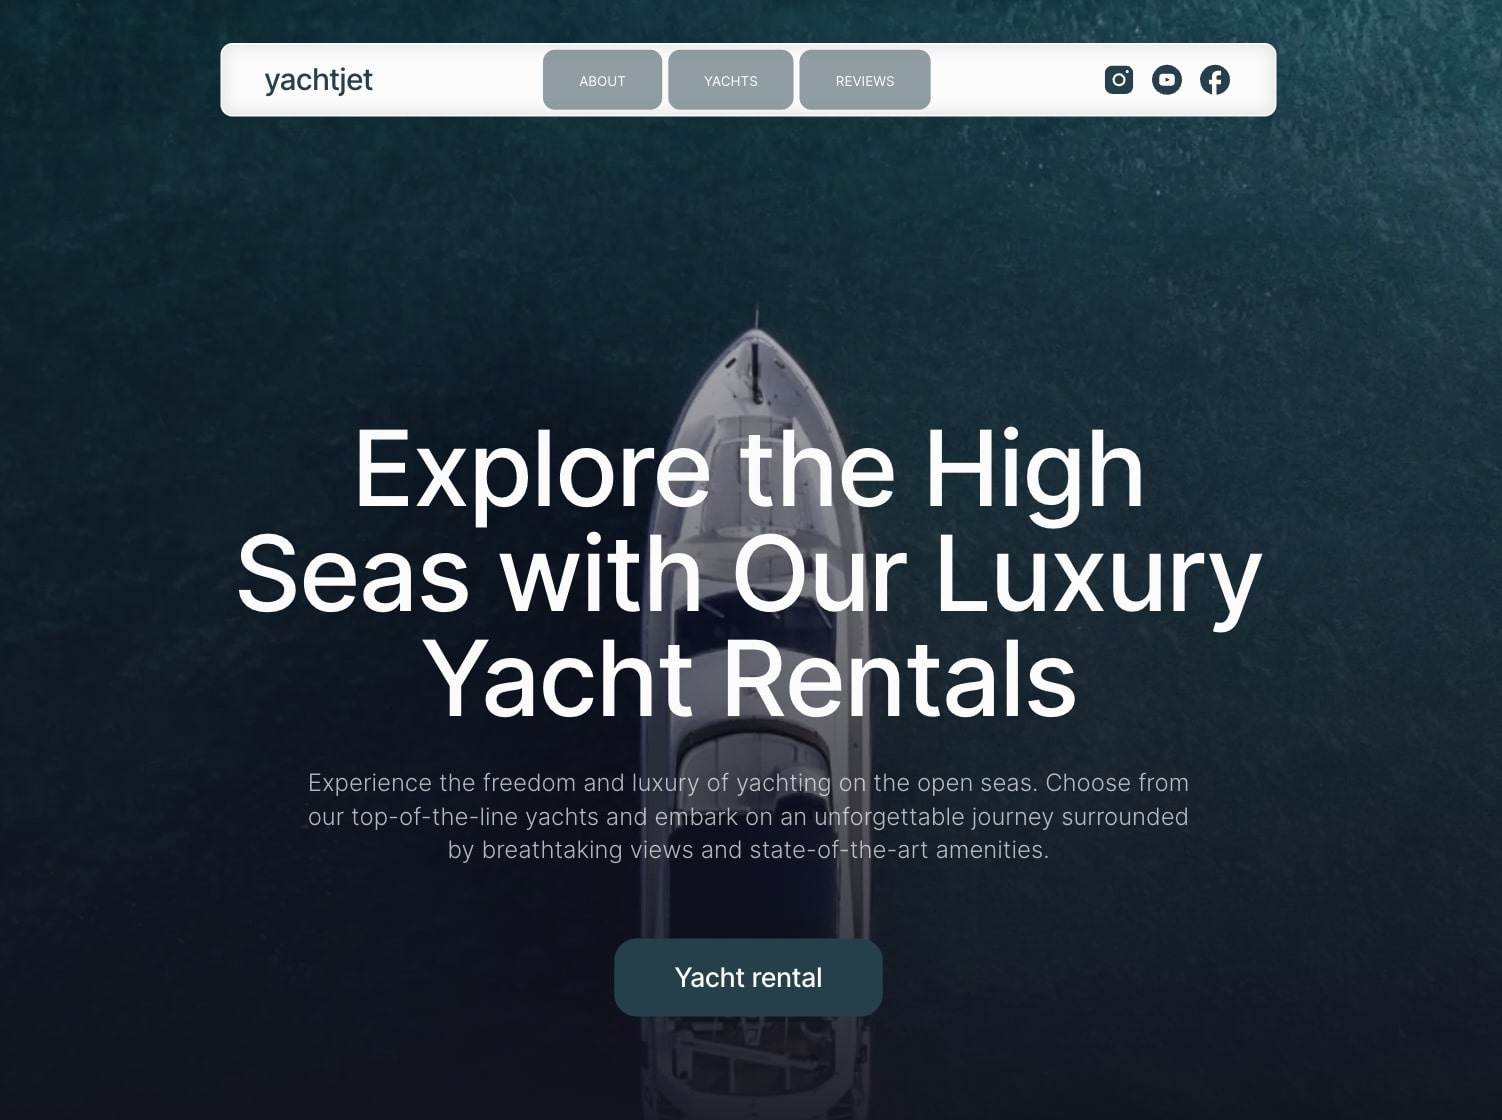 yachtjet
ABOUT
YACHTS
REVIEWS
Explore the High
Seas with Our Luxury
Yacht Rentals
Experience the freedom and luxury of yachting on the open seas. Choose from
our top-of-the-line yachts and embark on an unforgettable journey surrounded
by breathtaking views and state-of-the-art amenities.
Yacht rental